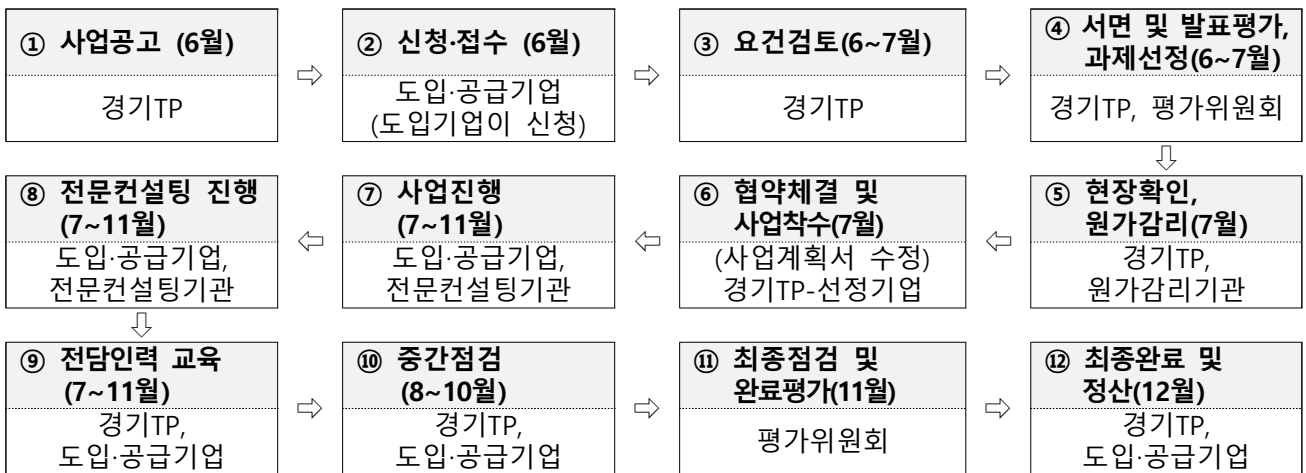 ① 사업공고 (6월)
경기TP
⇨
② 신청·접수 (6월)
도입·공급기업
(도입기업이 신청)
⇨
③ 요건검토(6~7월)
경기TP
⇨
④ 서면 및 발표평가,
과제선정(6~7월)
경기TP, 평가위원회
⇩
⑤ 현장확인,
원가감리(7월)
경기TP,
원가감리기관
⇦
⑥ 협약체결 및
사업착수(7월)
(사업계획서 수정)
경기TP-선정기업
⇦
⑦ 사업진행
(7~11월)
도입·공급기업,
전문컨설팅기관
⇦
⑧ 전문컨설팅 진행
(7~11월)
도입·공급기업,
전문컨설팅기관
⇩
⑨ 전담인력 교육
(7~11월)
경기TP,
도입·공급기업
⇨
⑩ 중간점검
(8~10월)
경기TP,
도입·공급기업
⇨
⑪ 최종점검 및
완료평가(11월)
평가위원회
⇨
⑫ 최종완료 및
정산(12월)
경기TP,
도입·공급기업